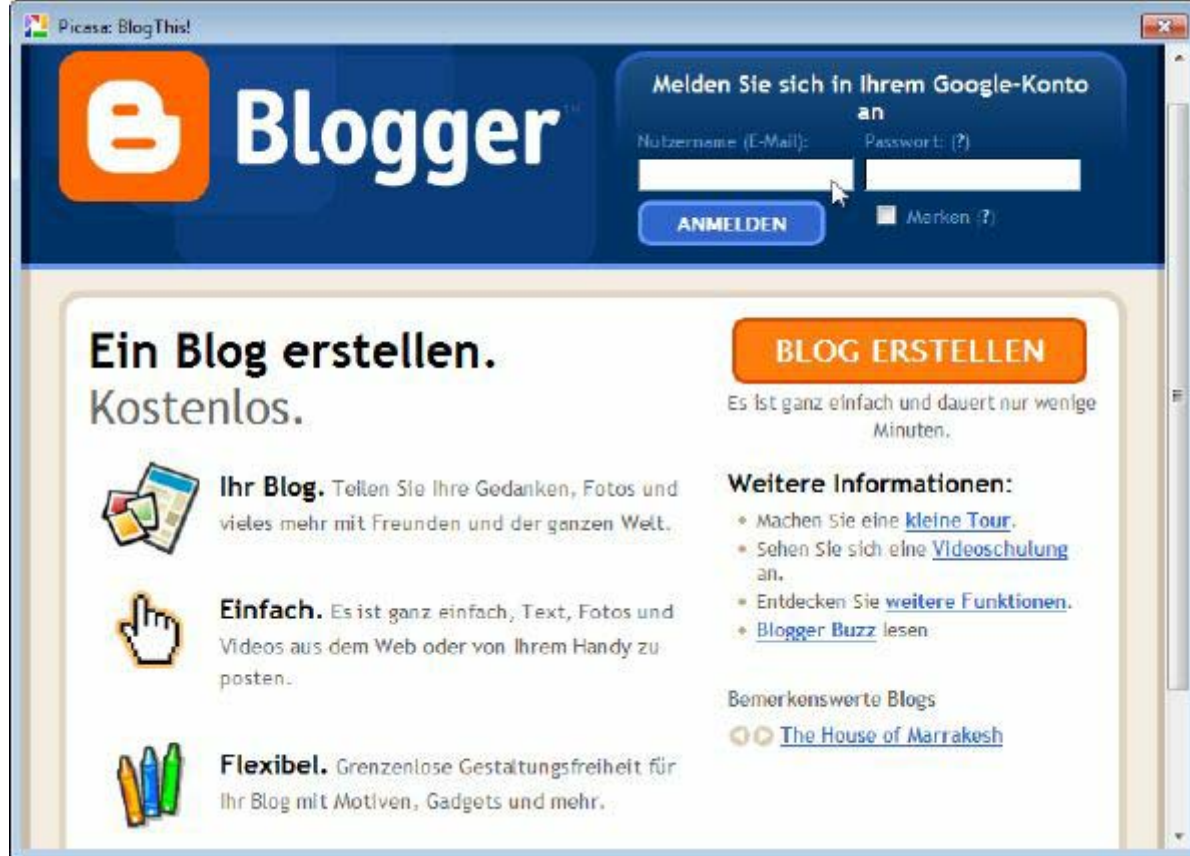 Picasa: BlogThis!
Blogger
Melden Sie sich in Ihrem Google-Konto
an
Nutzername (E-Mail):
Passwort: (?)
ANMELDEN
Merken (?)
Ein Blog erstellen.
Kostenlos.
Ihr Blog. Teilen Sie Ihre Gedanken, Fotos und
vieles mehr mit Freunden und der ganzen Welt.
Einfach. Es ist ganz einfach, Text, Fotos und
Videos aus dem Web oder von Ihrem Handy zu
posten.
Flexibel. Grenzenlose Gestaltungsfreiheit für
Ihr Blog mit Motiven, Gadgets und mehr.
BLOG ERSTELLEN
Es ist ganz einfach und dauert nur wenige
Minuten.
Weitere Informationen:
• Machen Sie eine kleine Tour.
• Sehen Sie sich eine Videoschulung
an.
• Entdecken Sie weitere Funktionen.
• Blogger Buzz lesen
Bemerkenswerte Blogs
The House of Marrakesh